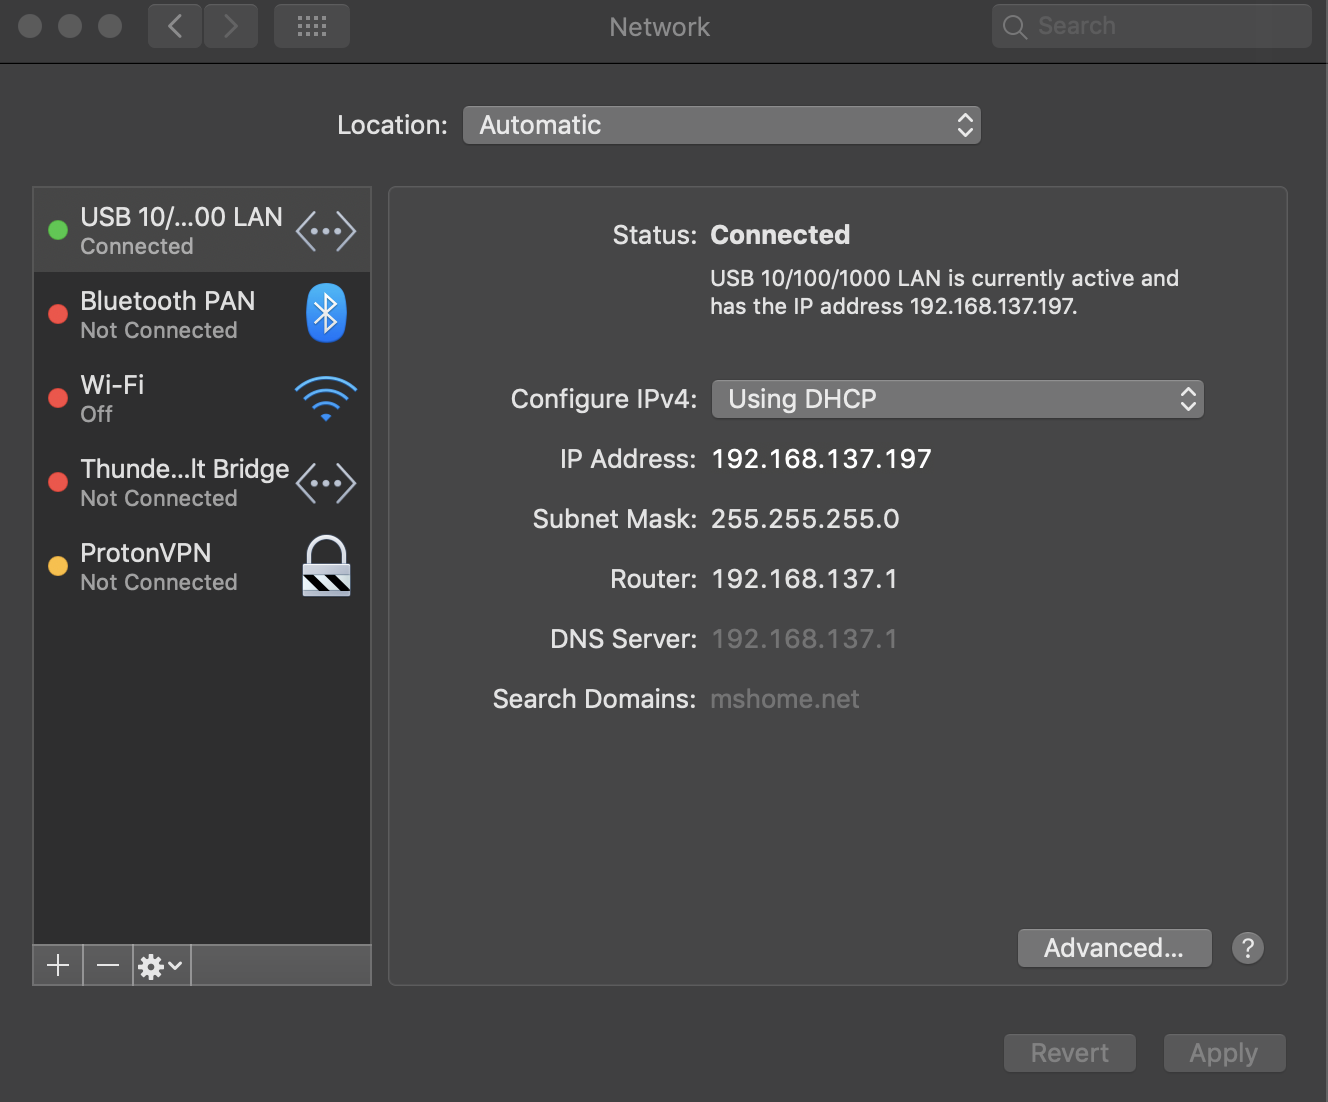 Network
Search
Location: Automatic
USB 10/...00 LAN
Connected
Bluetooth PAN
Not Connected
Wi-Fi
Off
Thunde...lt Bridge
Not Connected
ProtonVPN
Not Connected
Status: Connected
USB 10/100/1000 LAN is currently active and
has the IP address 192.168.137.197.
Configure IPv4: Using DHCP
IP Address: 192.168.137.197
Subnet Mask: 255.255.255.0
Router: 192.168.137.1
DNS Server: 192.168.137.1
Search Domains: mshome.net
Advanced... ?
Revert Apply